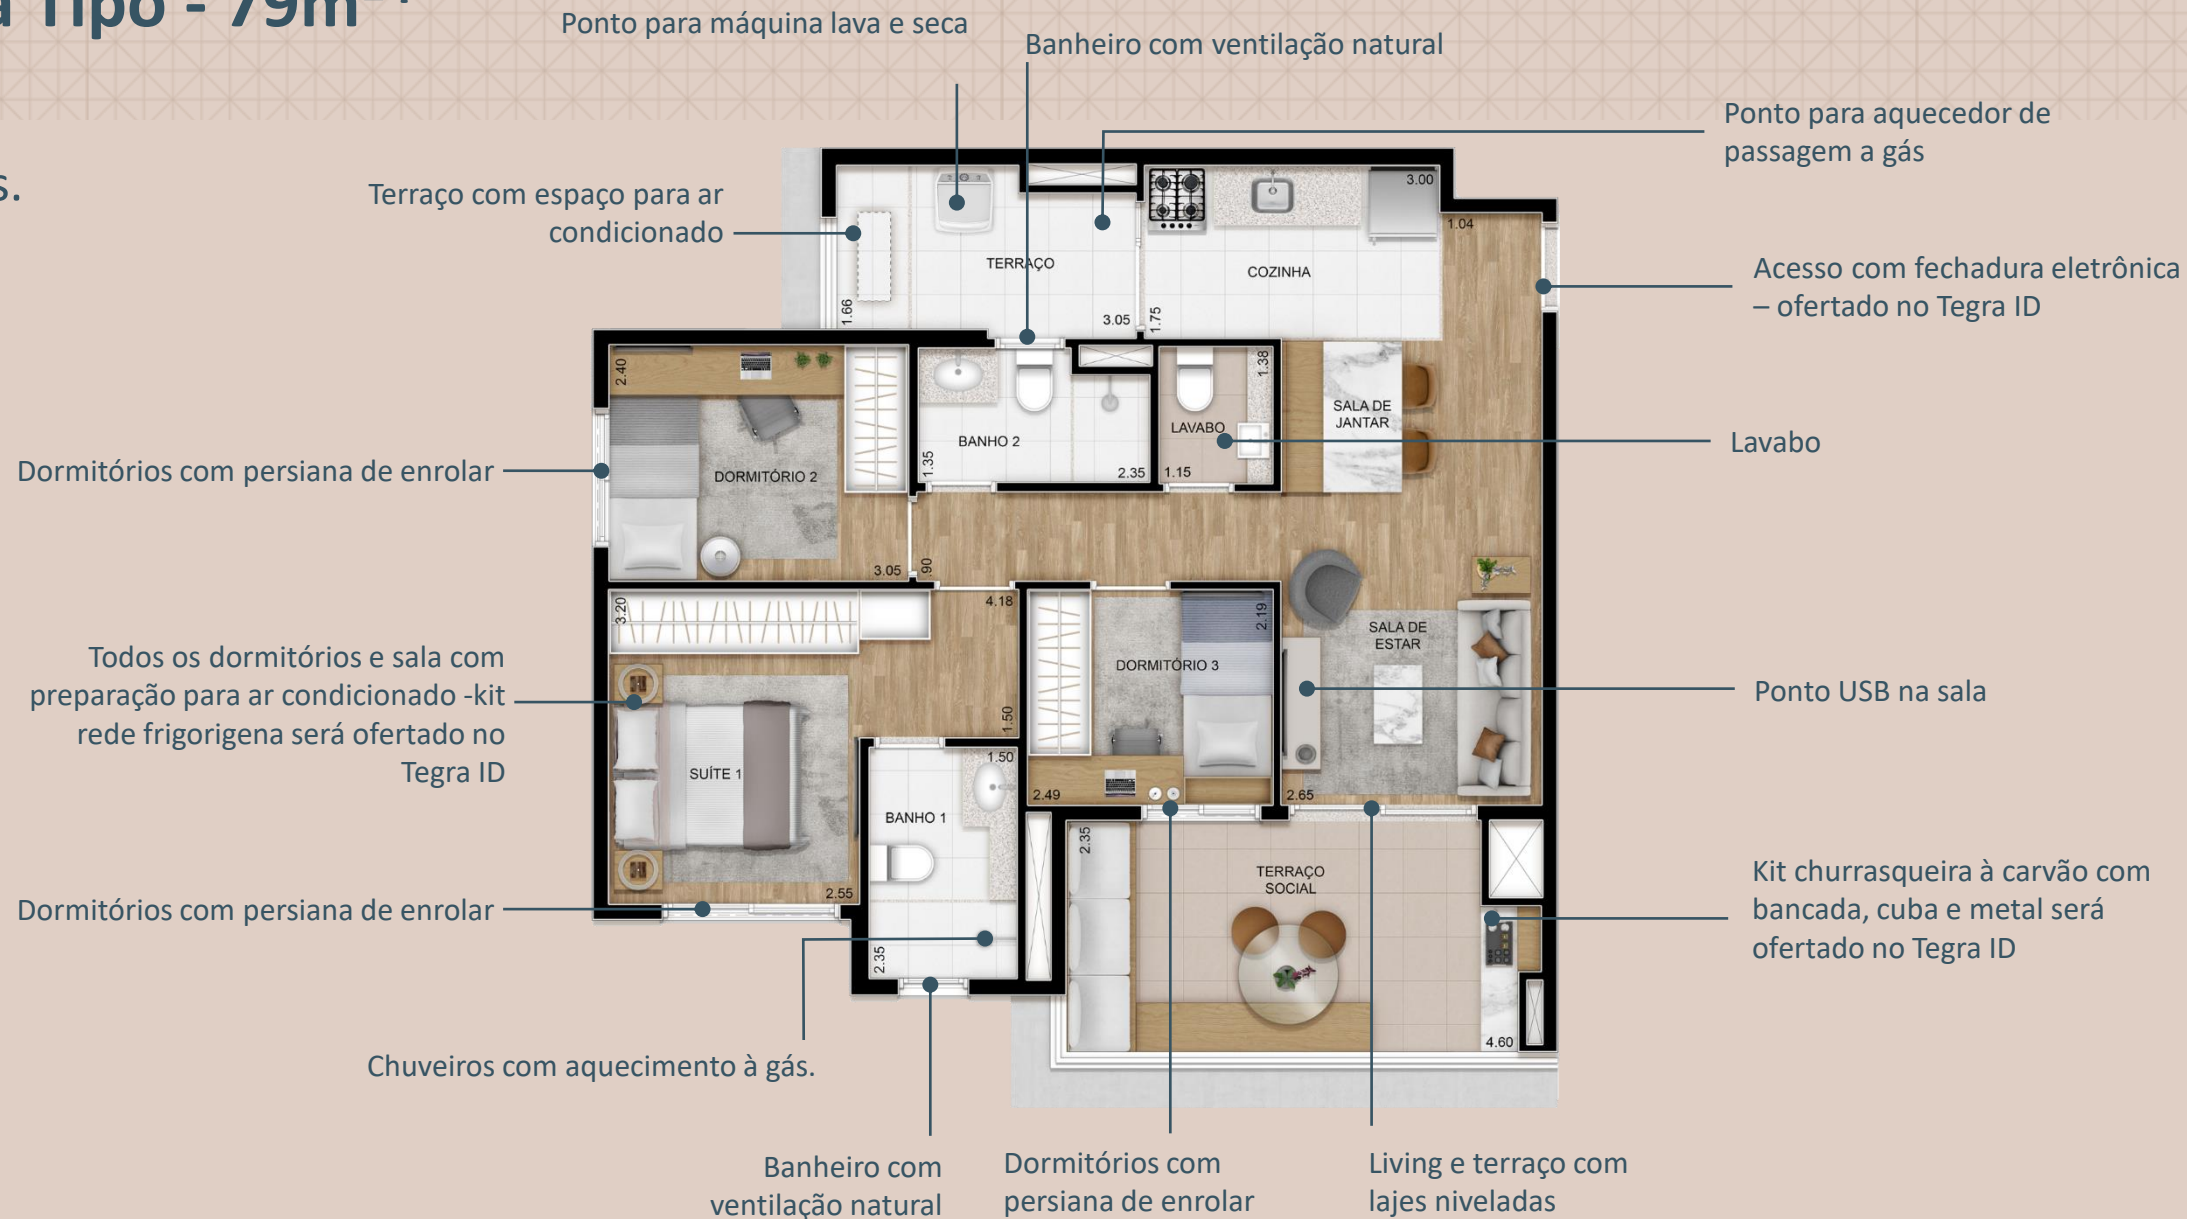 a Tipo - 79m²
s.
Ponto para máquina lava e seca
Banheiro com ventilação natural
Ponto para aquecedor de
passagem a gás
Terraço com espaço para ar
condicionado
Acesso com fechadura eletrônica
– ofertado no Tegra ID
Lavabo
Dormitórios com persiana de enrolar
Todos os dormitórios e sala com
preparação para ar condicionado -kit
rede frigorigena será ofertado no
Tegra ID
Ponto USB na sala
Dormitórios com persiana de enrolar
Kit churrasqueira à carvão com
bancada, cuba e metal será
ofertado no Tegra ID
Chuveiros com aquecimento à gás.
Banheiro com
ventilação natural
Dormitórios com
persiana de enrolar
Living e terraço com
lajes niveladas
TERRAÇO
1.66
3.05
COZINHA
3.00
1.75
1.04
DORMITÓRIO 2
2.40
3.05
BANHO 2
1.35
2.35
LAVABO
1.38
1.15
SALA DE
JANTAR
.90
4.18
3.20
SUÍTE 1
1.50
2.55
BANHO 1
1.50
2.35
DORMITÓRIO 3
2.19
2.49
SALA DE
ESTAR
2.65
TERRAÇO
SOCIAL
2.35
4.60